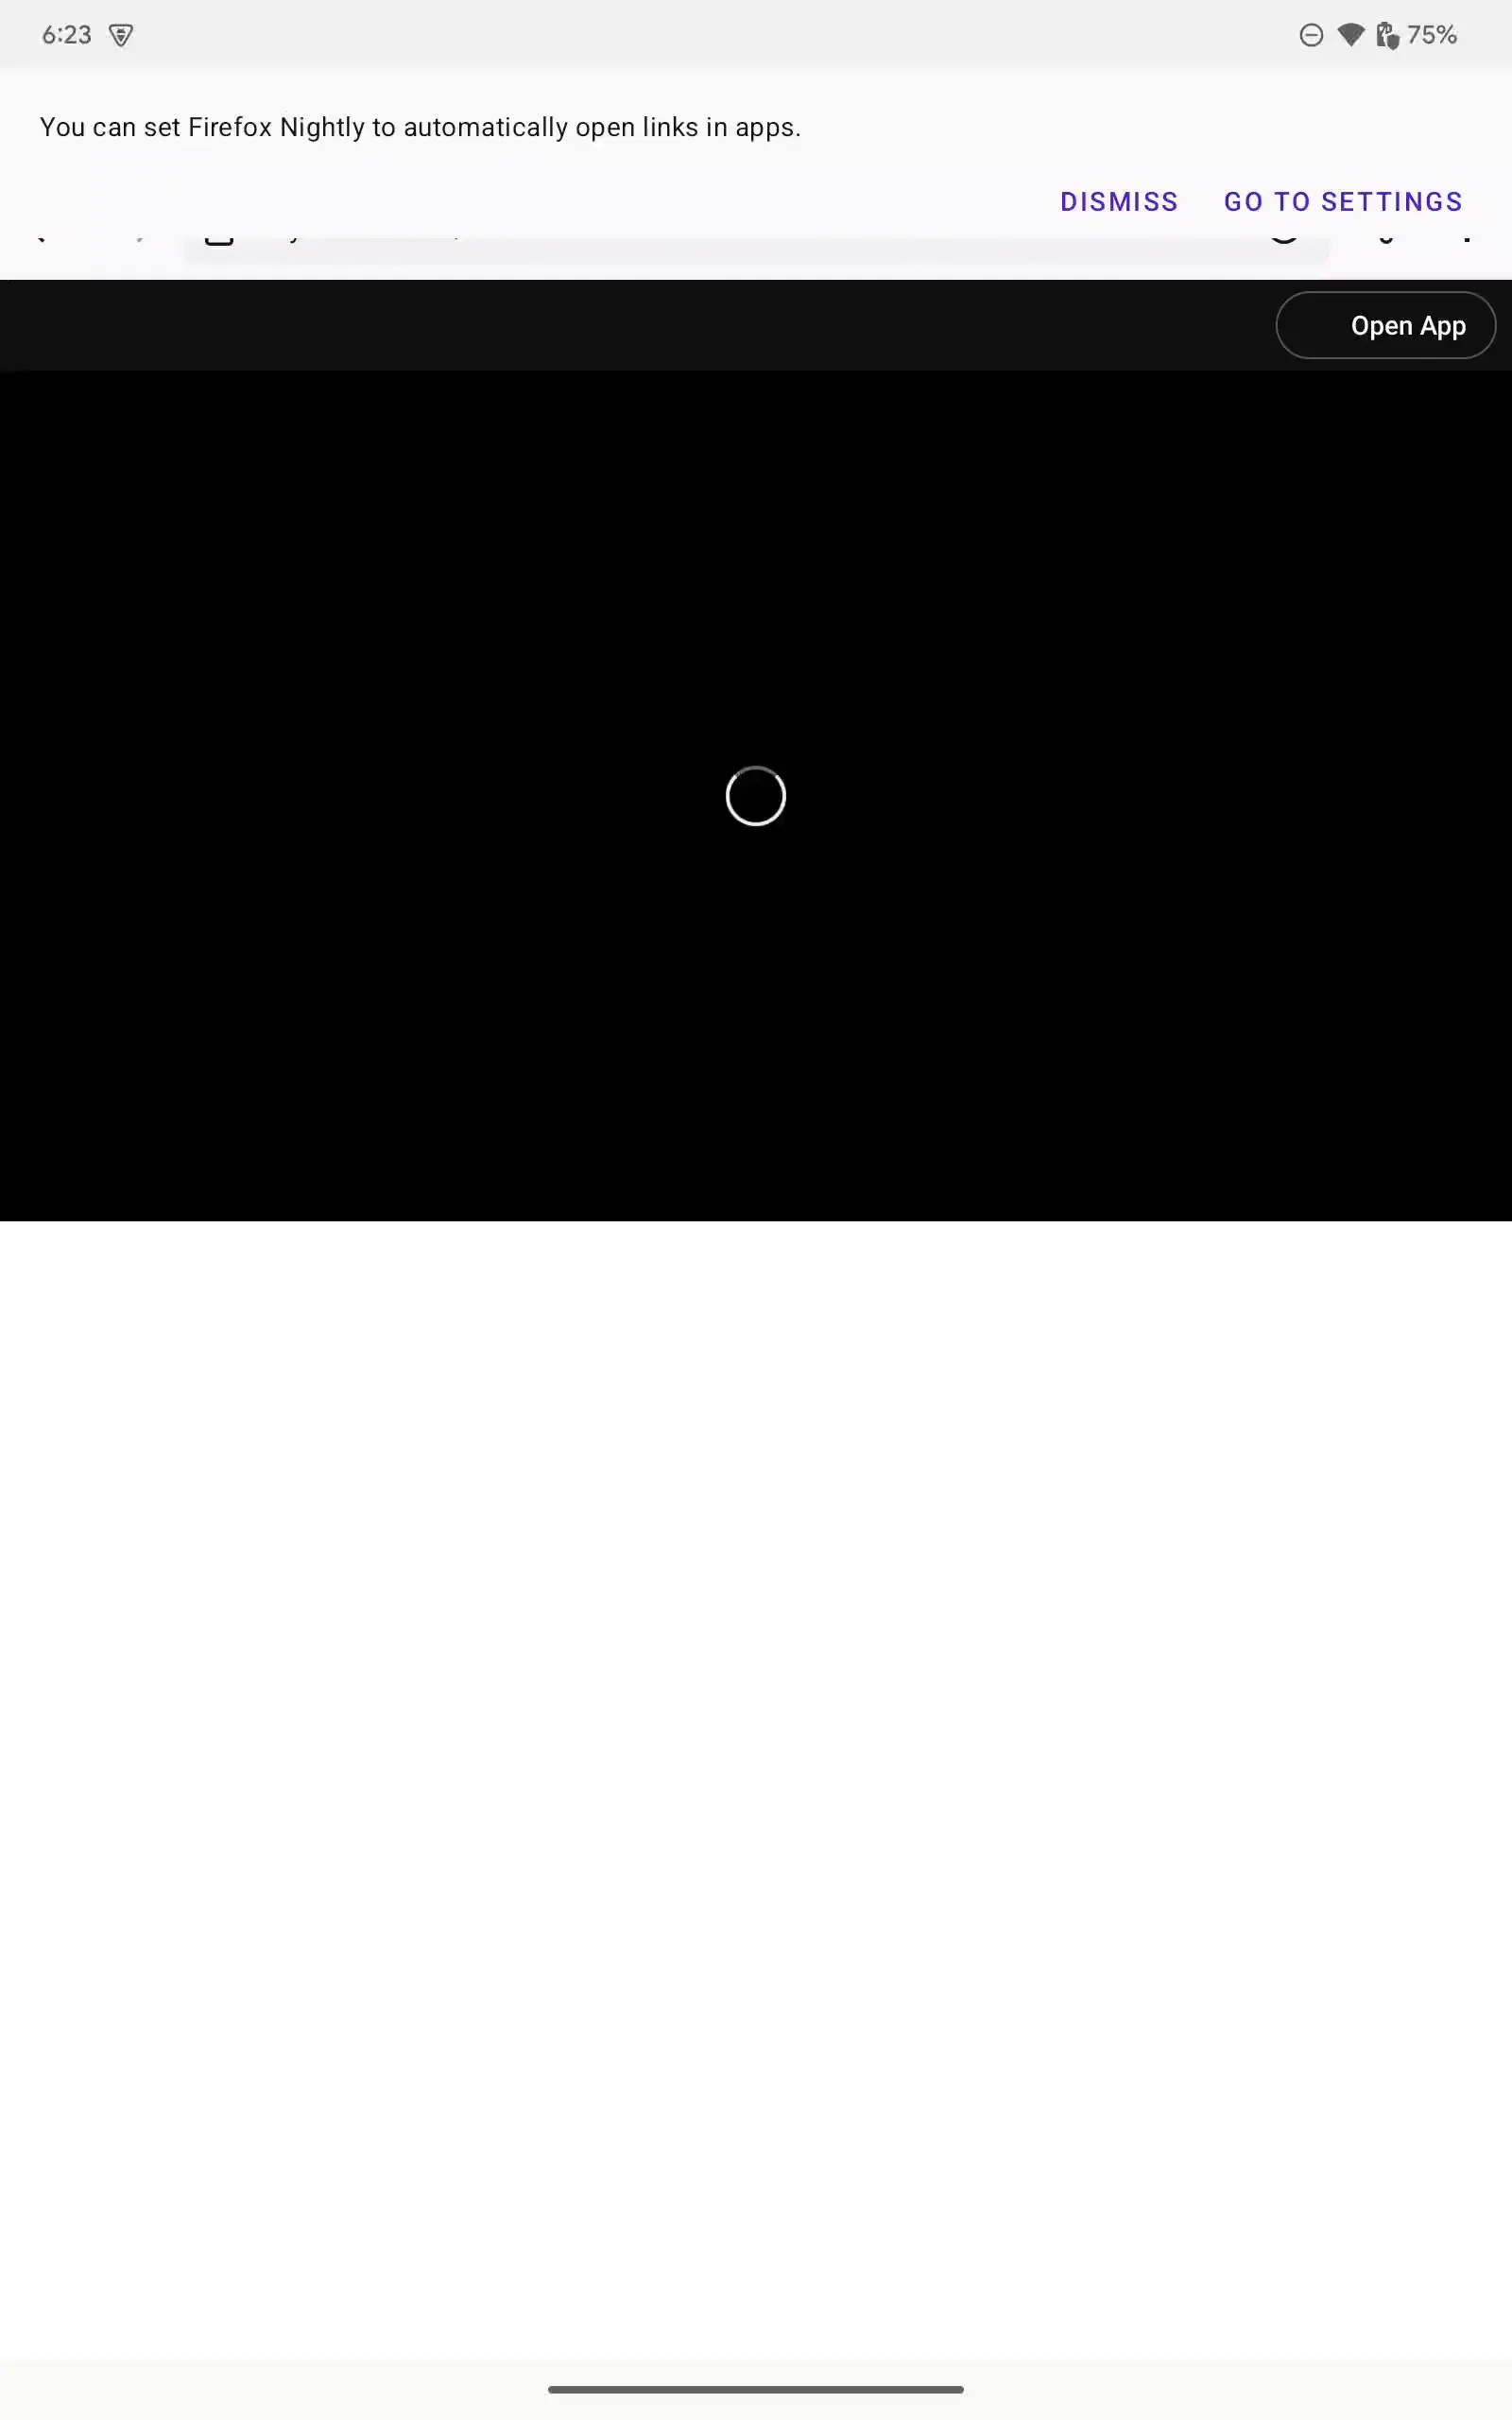 6:23
75%
You can set Firefox Nightly to automatically open links in apps.
DISMISS GO TO SETTINGS
Open App